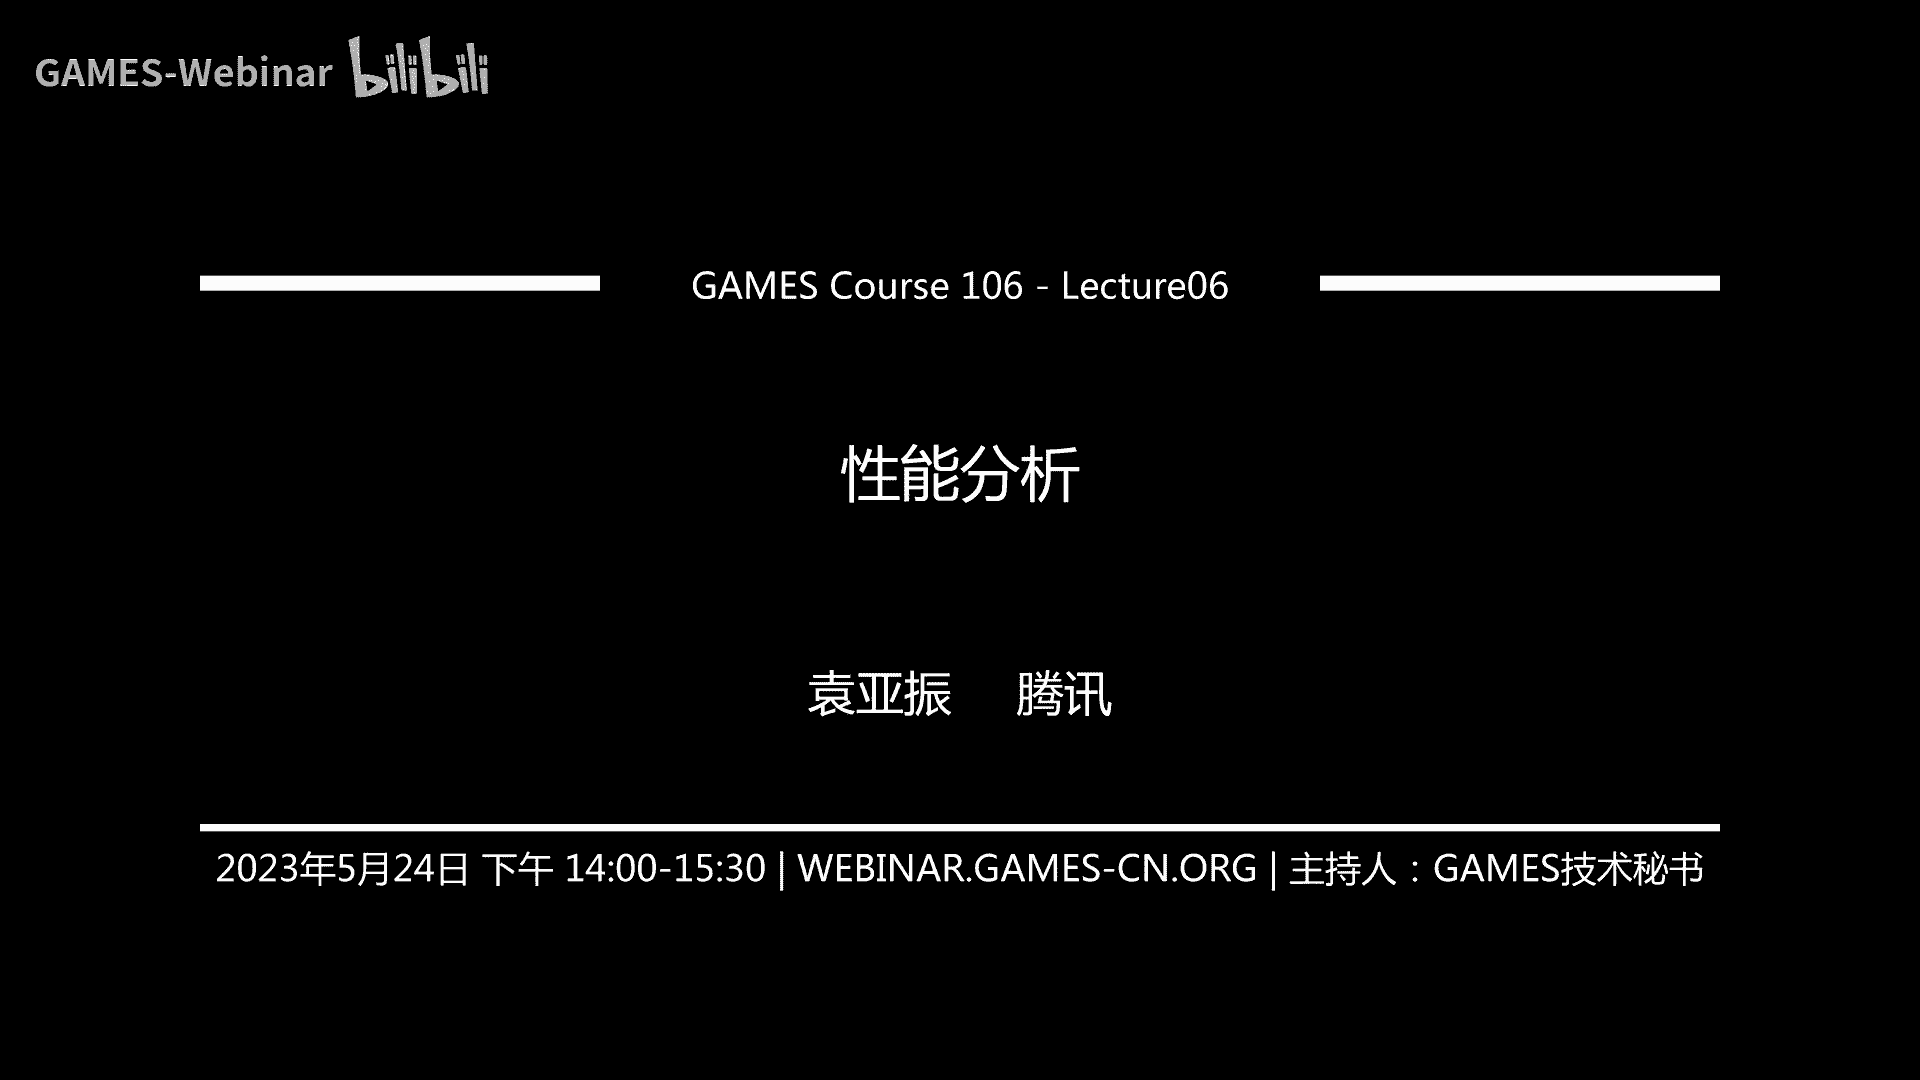 GAMES-Webinar bilibili
GAMES Course 106 - Lecture06
性能分析
袁亚振 腾讯
2023年5月24日 下午 14:00-15:30 | WEBINAR.GAMES-CN.ORG | 主持人：GAMES技术秘书